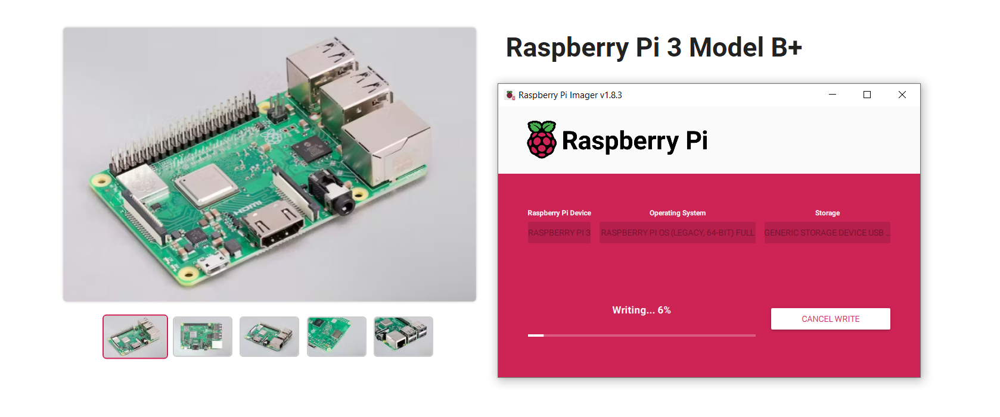 Raspberry Pi 3 Model B+
Raspberry Pi Imager v1.8.3
Raspberry Pi
Raspberry Pi Device
Operating System
Storage
RASPBERRY PI 3
RASPBERRY PI OS (LEGACY, 64-BIT) FULL
GENERIC STORAGE DEVICE USB ...
Writing... 6%
CANCEL WRITE
HDMI